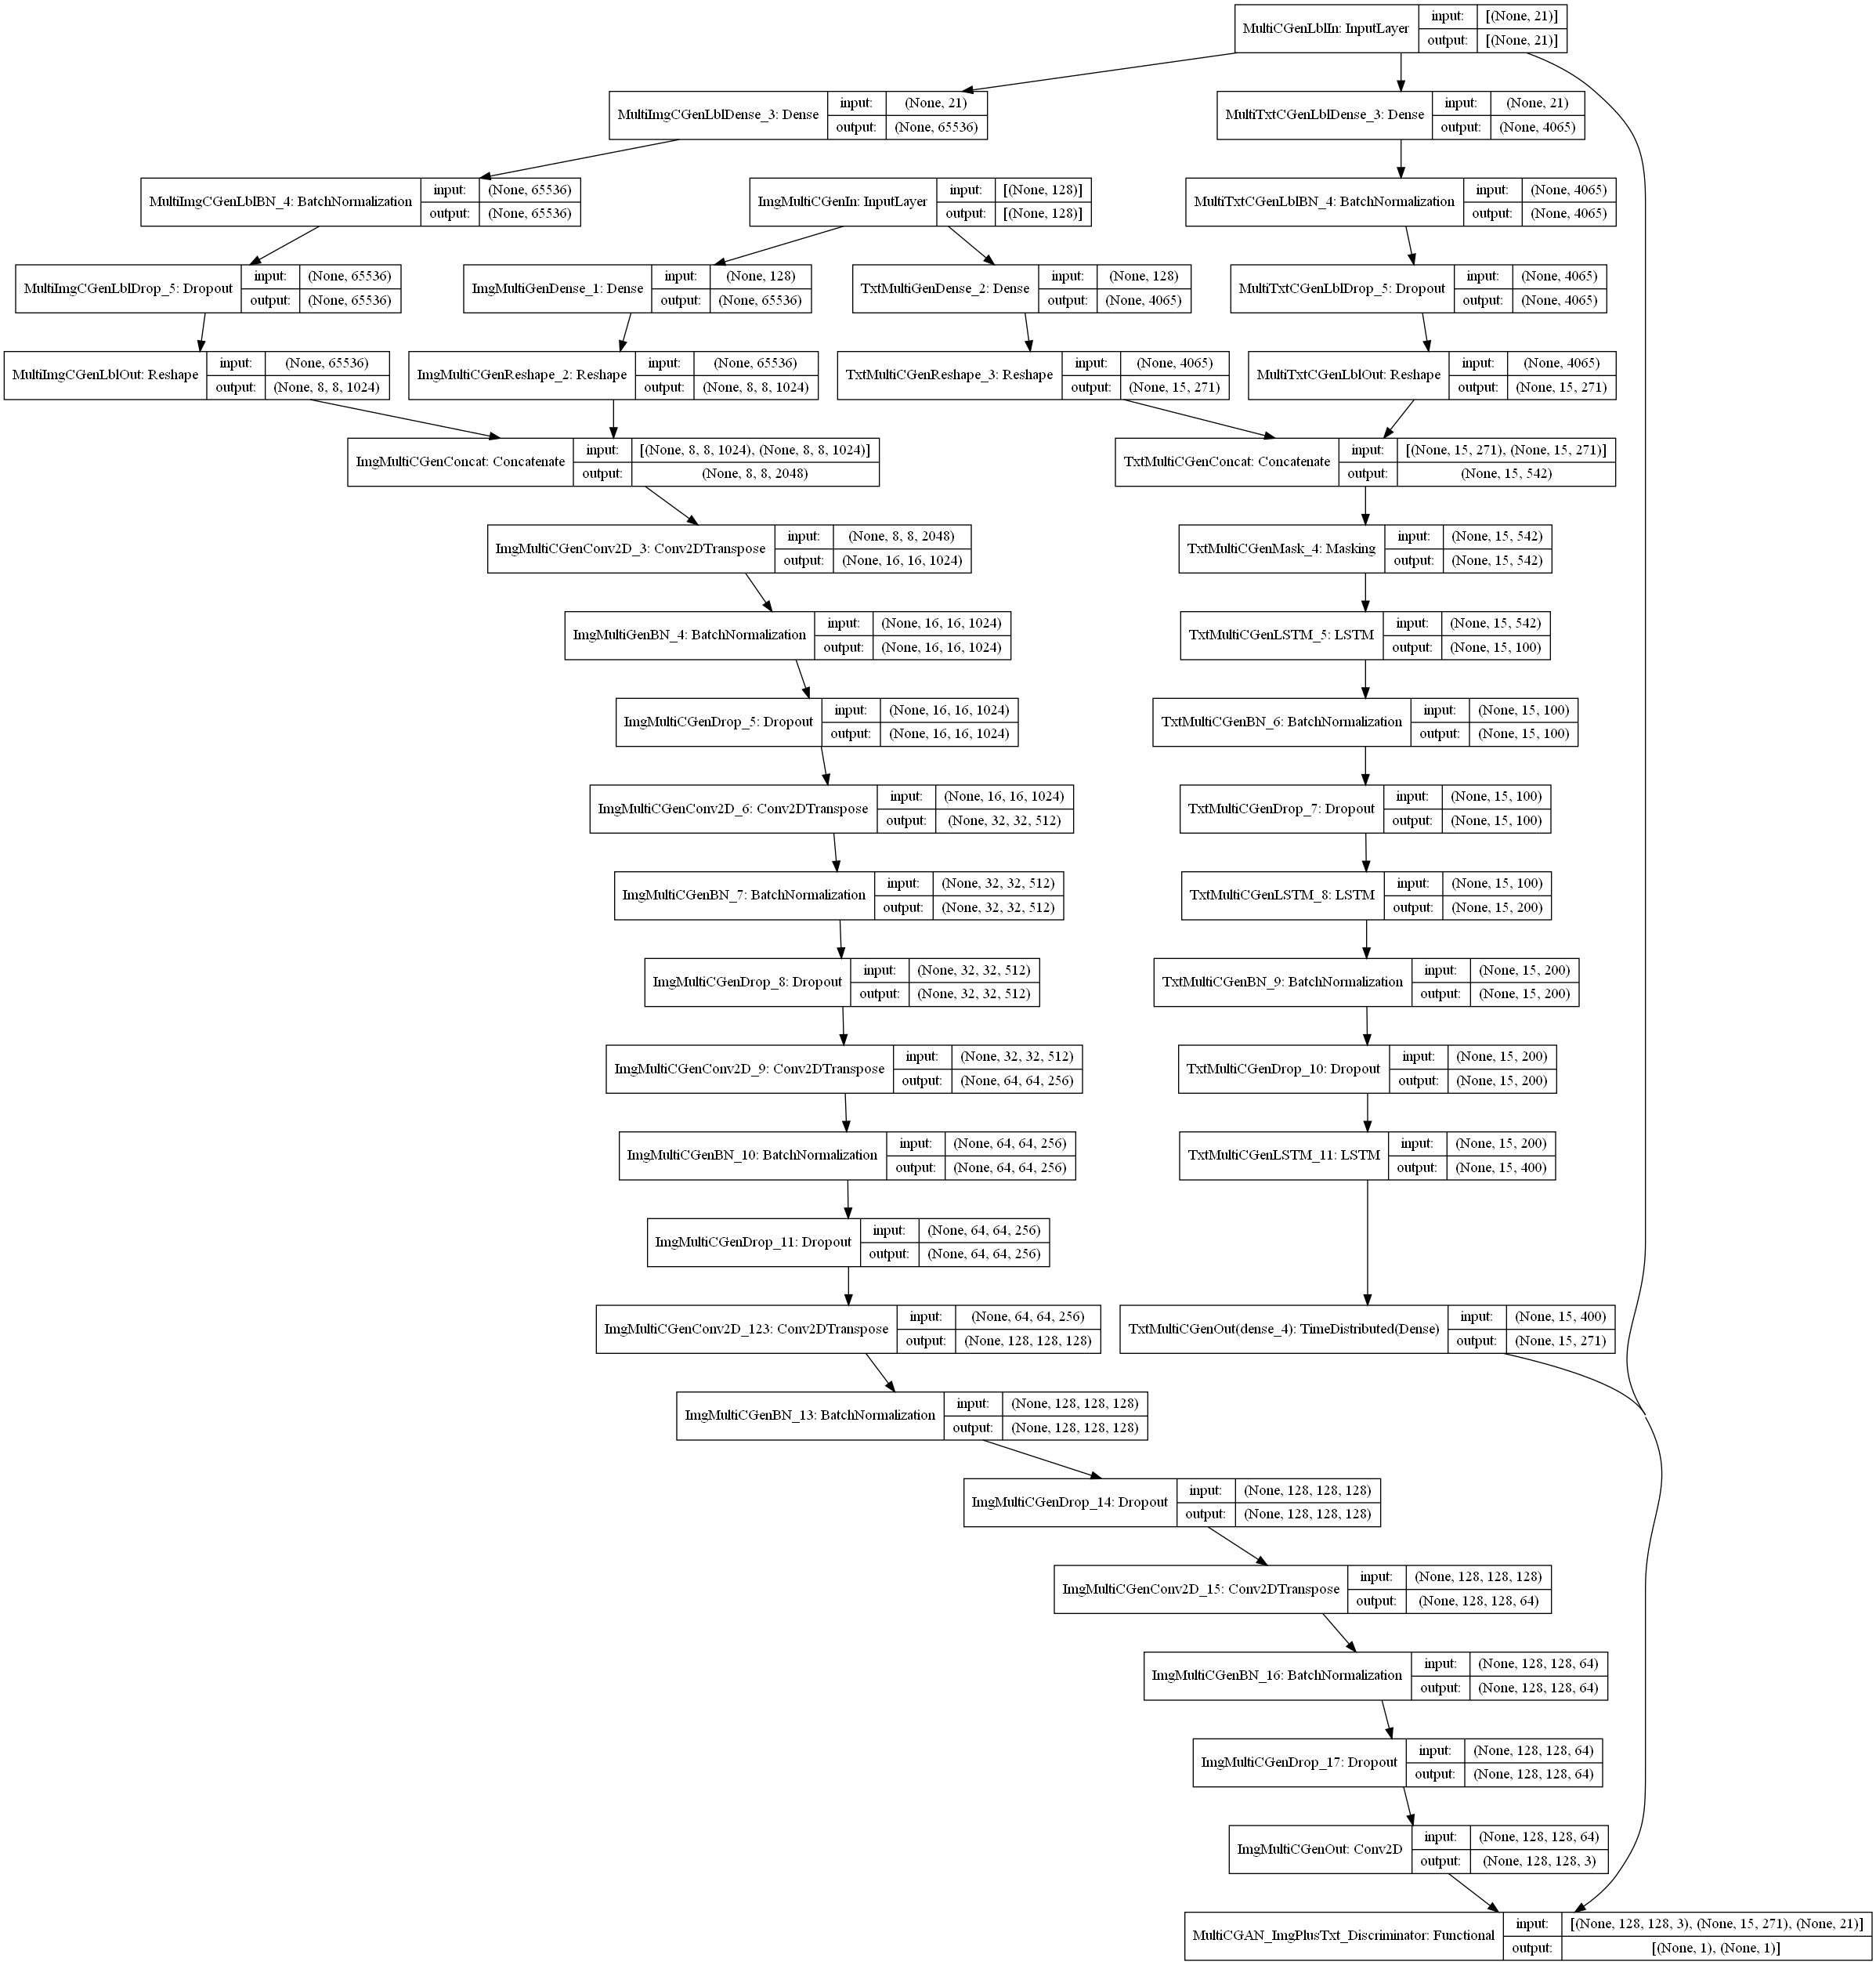 MultiCGenLblIn: InputLayer input: [(None, 21)]
output: [(None, 21)]
MultiImgCGenLblDense_3: Dense input: (None, 21)
output: (None, 65536)
MultiTxtCGenLblDense_3: Dense input: (None, 21)
output: (None, 4065)
MultiImgCGenLblBN_4: BatchNormalization input: (None, 65536)
output: (None, 65536)
ImgMultiCGenIn: InputLayer input: [(None, 128)]
output: [(None, 128)]
MultiTxtCGenLblBN_4: BatchNormalization input: (None, 4065)
output: (None, 4065)
MultiImgCGenLblDrop_5: Dropout input: (None, 65536)
output: (None, 65536)
ImgMultiGenDense_1: Dense input: (None, 128)
output: (None, 65536)
TxtMultiGenDense_2: Dense input: (None, 128)
output: (None, 4065)
MultiTxtCGenLblDrop_5: Dropout input: (None, 4065)
output: (None, 4065)
MultiImgCGenLblOut: Reshape input: (None, 65536)
output: (None, 8, 8, 1024)
ImgMultiCGenReshape_2: Reshape input: (None, 65536)
output: (None, 8, 8, 1024)
TxtMultiCGenReshape_3: Reshape input: (None, 4065)
output: (None, 15, 271)
MultiTxtCGenLblOut: Reshape input: (None, 4065)
output: (None, 15, 271)
ImgMultiCGenConcat: Concatenate input: [(None, 8, 8, 1024), (None, 8, 8, 1024)]
output: (None, 8, 8, 2048)
TxtMultiCGenConcat: Concatenate input: [(None, 15, 271), (None, 15, 271)]
output: (None, 15, 542)
ImgMultiCGenConv2D_3: Conv2DTranspose input: (None, 8, 8, 2048)
output: (None, 16, 16, 1024)
TxtMultiCGenMask_4: Masking input: (None, 15, 542)
output: (None, 15, 542)
ImgMultiGenBN_4: BatchNormalization input: (None, 16, 16, 1024)
output: (None, 16, 16, 1024)
TxtMultiCGenLSTM_5: LSTM input: (None, 15, 542)
output: (None, 15, 100)
ImgMultiCGenDrop_5: Dropout input: (None, 16, 16, 1024)
output: (None, 16, 16, 1024)
TxtMultiCGenBN_6: BatchNormalization input: (None, 15, 100)
output: (None, 15, 100)
ImgMultiCGenConv2D_6: Conv2DTranspose input: (None, 16, 16, 1024)
output: (None, 32, 32, 512)
TxtMultiCGenDrop_7: Dropout input: (None, 15, 100)
output: (None, 15, 100)
ImgMultiCGenBN_7: BatchNormalization input: (None, 32, 32, 512)
output: (None, 32, 32, 512)
TxtMultiCGenLSTM_8: LSTM input: (None, 15, 100)
output: (None, 15, 200)
ImgMultiCGenDrop_8: Dropout input: (None, 32, 32, 512)
output: (None, 32, 32, 512)
TxtMultiCGenBN_9: BatchNormalization input: (None, 15, 200)
output: (None, 15, 200)
ImgMultiCGenConv2D_9: Conv2DTranspose input: (None, 32, 32, 512)
output: (None, 64, 64, 256)
TxtMultiCGenDrop_10: Dropout input: (None, 15, 200)
output: (None, 15, 200)
ImgMultiCGenBN_10: BatchNormalization input: (None, 64, 64, 256)
output: (None, 64, 64, 256)
TxtMultiCGenLSTM_11: LSTM input: (None, 15, 200)
output: (None, 15, 400)
ImgMultiCGenDrop_11: Dropout input: (None, 64, 64, 256)
output: (None, 64, 64, 256)
ImgMultiCGenConv2D_123: Conv2DTranspose input: (None, 64, 64, 256)
output: (None, 128, 128, 128)
TxtMultiCGenOut(dense_4): TimeDistributed(Dense) input: (None, 15, 400)
output: (None, 15, 271)
ImgMultiCGenBN_13: BatchNormalization input: (None, 128, 128, 128)
output: (None, 128, 128, 128)
ImgMultiCGenDrop_14: Dropout input: (None, 128, 128, 128)
output: (None, 128, 128, 128)
ImgMultiCGenConv2D_15: Conv2DTranspose input: (None, 128, 128, 128)
output: (None, 128, 128, 64)
ImgMultiCGenBN_16: BatchNormalization input: (None, 128, 128, 64)
output: (None, 128, 128, 64)
ImgMultiCGenDrop_17: Dropout input: (None, 128, 128, 64)
output: (None, 128, 128, 64)
ImgMultiCGenOut: Conv2D input: (None, 128, 128, 64)
output: (None, 128, 128, 3)
MultiCGAN_ImgPlusTxt_Discriminator: Functional input: [(None, 128, 128, 3), (None, 15, 271), (None, 21)]
output: [(None, 1), (None, 1)]